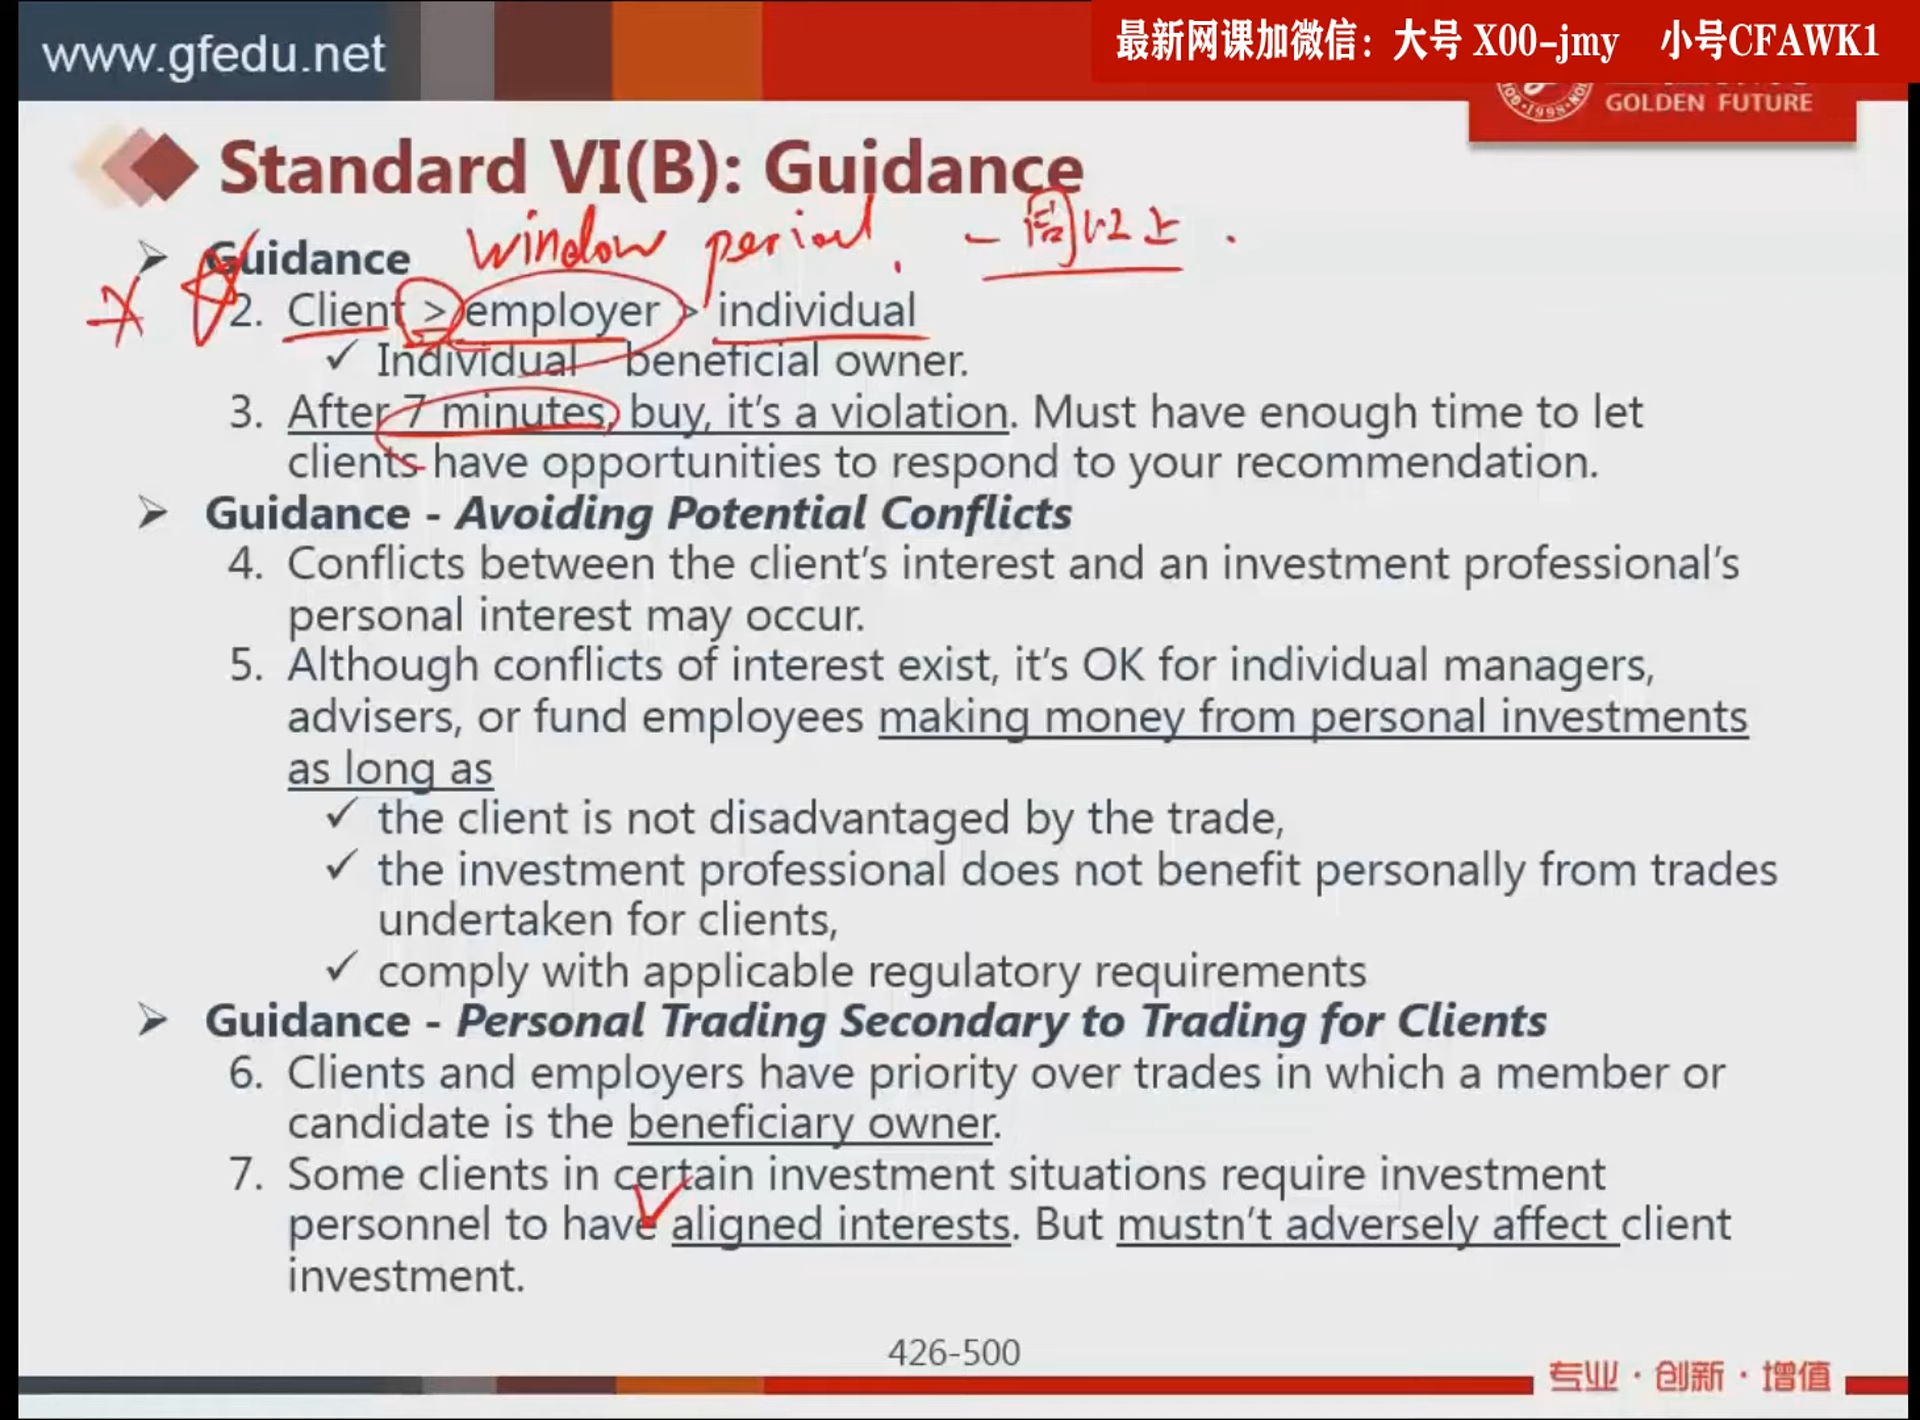 www.gfedu.net
最新网课加微信：大号 X00-jmy 小号CFAWK1
GOLDEN FUTURE
Standard VI(B): Guidance
window period. 一周以上.
Guidance
2. Client > employer > individual
✓ Individual - beneficial owner.
3. After 7 minutes, buy, it's a violation. Must have enough time to let
clients have opportunities to respond to your recommendation.
Guidance - Avoiding Potential Conflicts
4. Conflicts between the client's interest and an investment professional's
personal interest may occur.
5. Although conflicts of interest exist, it's OK for individual managers,
advisers, or fund employees making money from personal investments
as long as
✓ the client is not disadvantaged by the trade,
✓ the investment professional does not benefit personally from trades
undertaken for clients,
✓ comply with applicable regulatory requirements
Guidance - Personal Trading Secondary to Trading for Clients
6. Clients and employers have priority over trades in which a member or
candidate is the beneficiary owner.
7. Some clients in certain investment situations require investment
personnel to have aligned interests. But mustn't adversely affect client
investment.
426-500
专业·创新·增值